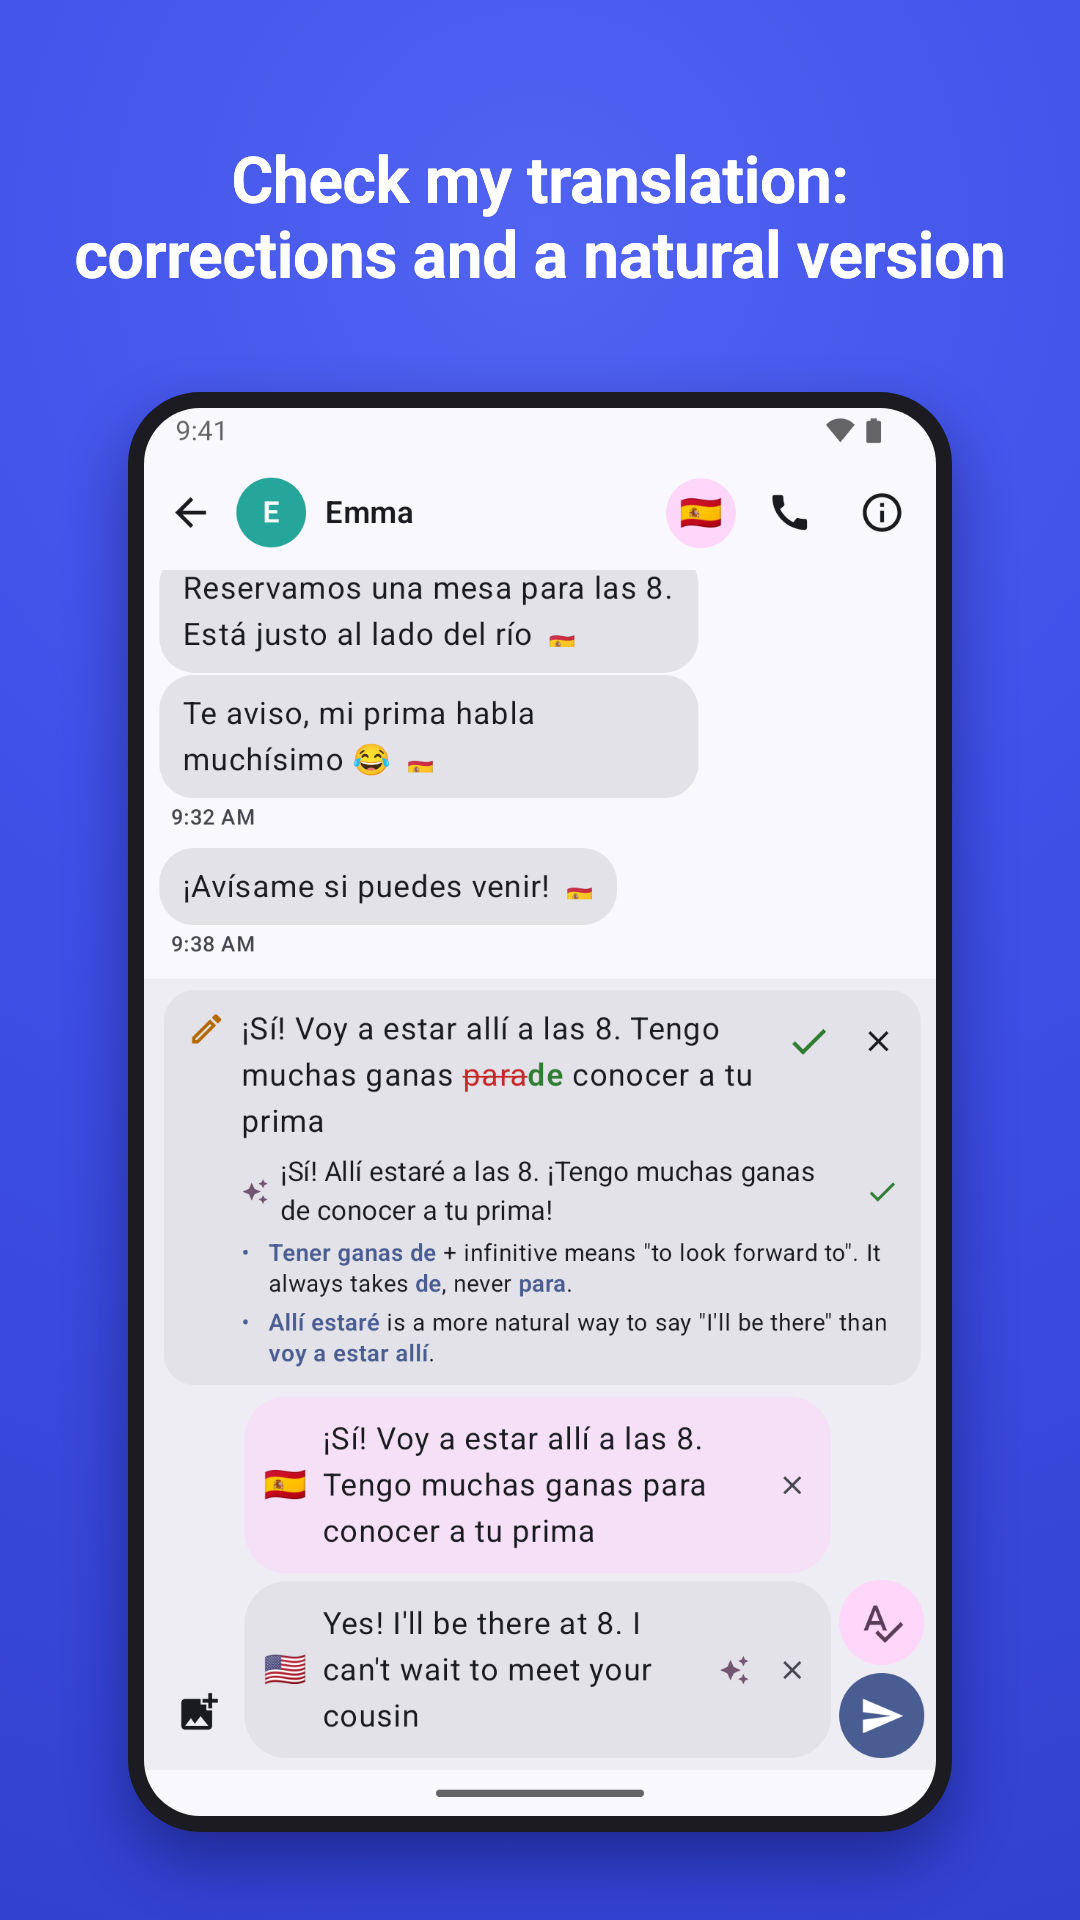 Check my translation:
corrections and a natural version
9:41
E
Emma
Reservamos una mesa para las 8.
Está justo al lado del río 🇪🇸
Te aviso, mi prima habla
muchísimo 😂 🇪🇸
9:32 AM
¡Avísame si puedes venir! 🇪🇸
9:38 AM
¡Sí! Voy a estar allí a las 8. Tengo
muchas ganas parade conocer a tu
prima
¡Sí! Allí estaré a las 8. ¡Tengo muchas ganas
de conocer a tu prima!
• Tener ganas de + infinitive means "to look forward to". It
always takes de, never para.
• Allí estaré is a more natural way to say "I'll be there" than
voy a estar allí.
¡Sí! Voy a estar allí a las 8.
Tengo muchas ganas para
conocer a tu prima
Yes! I'll be there at 8. I
can't wait to meet your
cousin